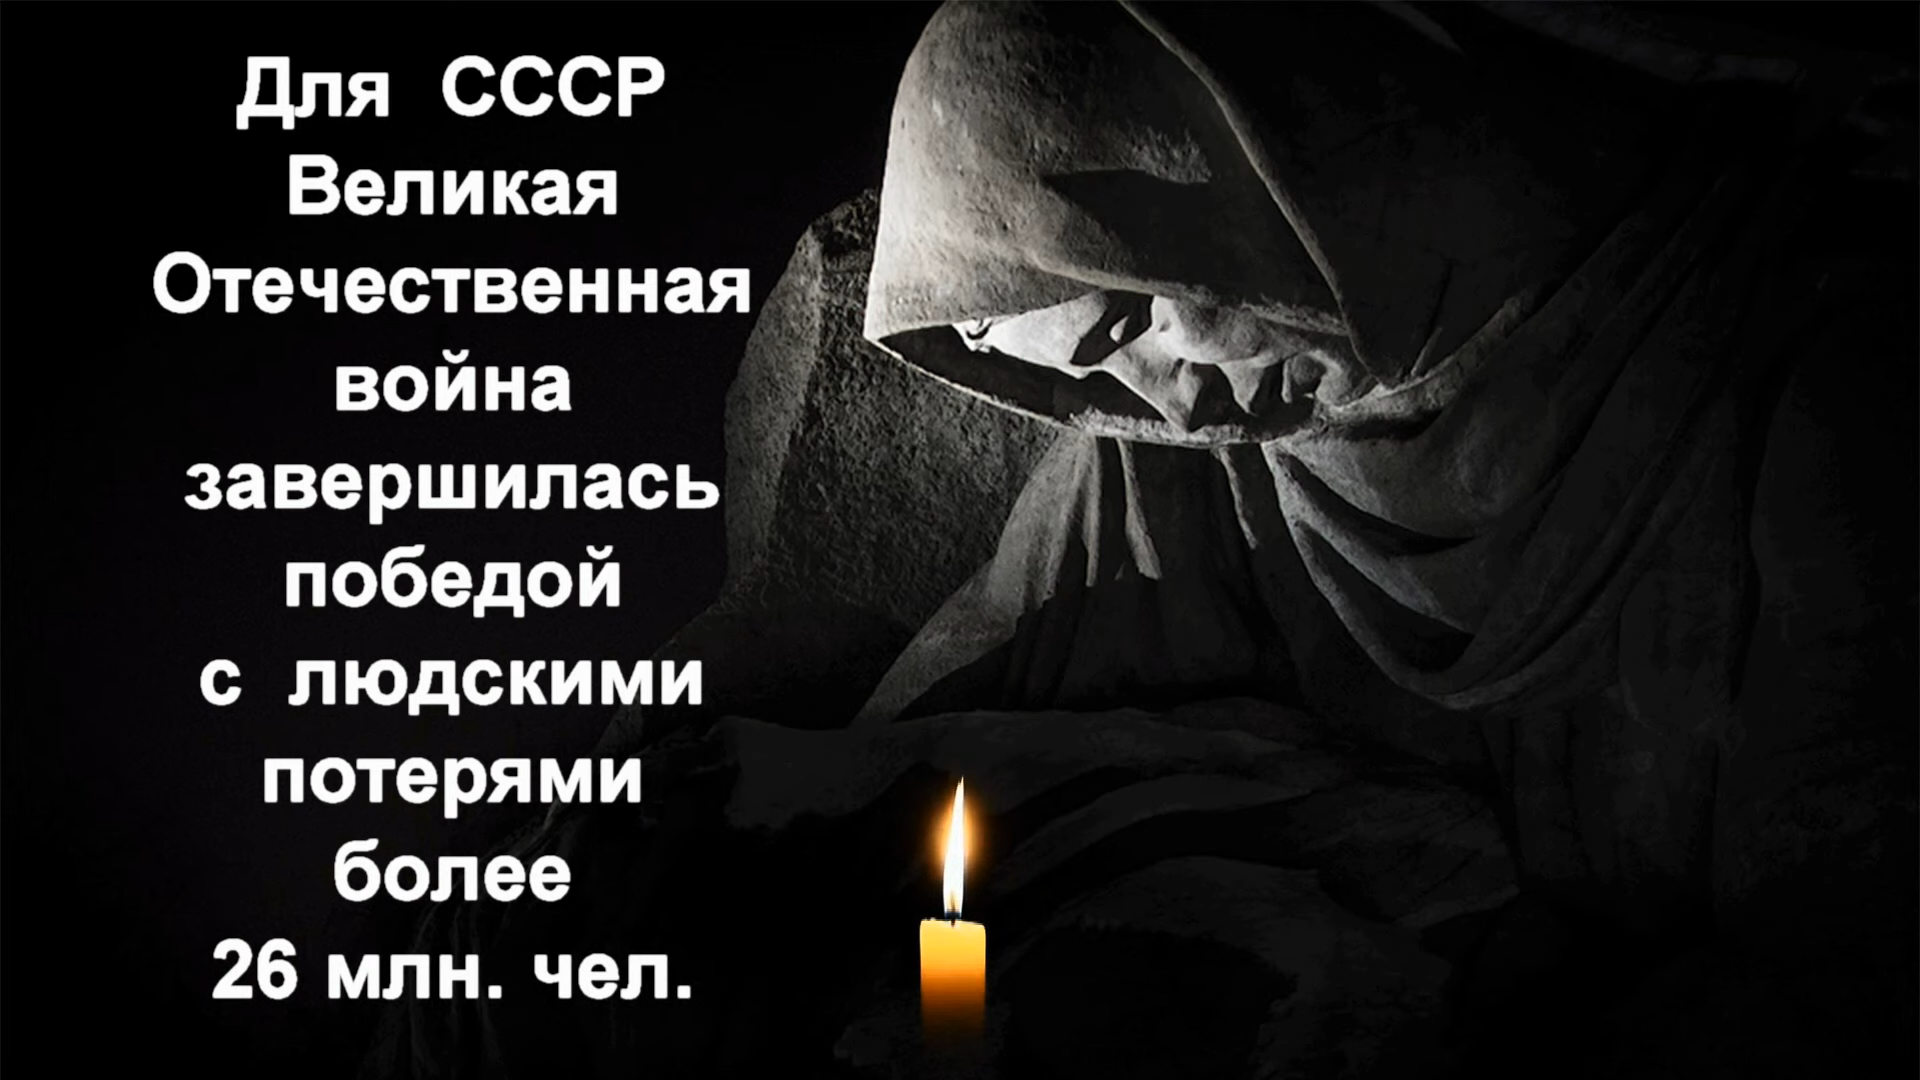 Для СССР
Великая
Отечественная
война
завершилась
победой
с людскими
потерями
более
26 млн. чел.